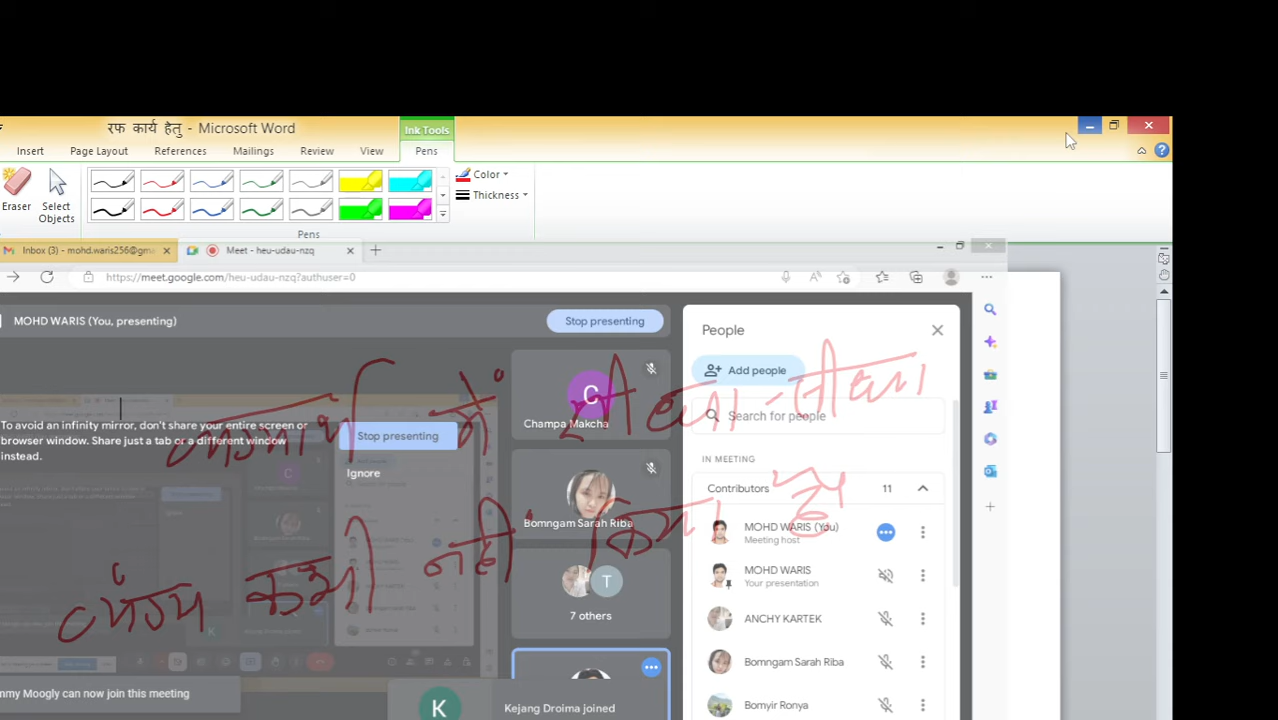 रफ कार्य हेतु - Microsoft Word
Ink Tools
Insert Page Layout References Mailings Review View Pens
Eraser
Select Objects
Color
Thickness
Pens
Inbox (3) - mohd.waris256@gma
Meet - heu-udau-nzq
https://meet.google.com/heu-udau-nzq?authuser=0
MOHD WARIS (You, presenting)
Stop presenting
People
Add people
Search for people
IN MEETING
Contributors 11
MOHD WARIS (You)
Meeting host
MOHD WARIS
Your presentation
ANCHY KARTEK
Bomngam Sarah Riba
Bomyir Ronya
C
Champa Makcha
Bomngam Sarah Riba
T
7 others
To avoid an infinity mirror, don't share your entire screen or
browser window. Share just a tab or a different window
instead.
Stop presenting
Ignore
में
नहीं किया
mmy Moogly can now join this meeting
K
Kejang Droima joined